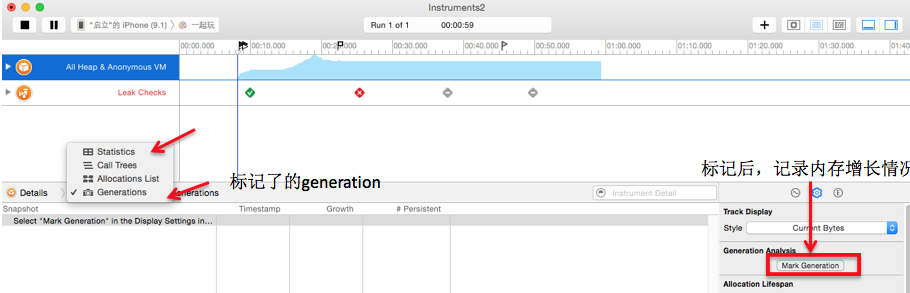 Instruments2
"启立"的 iPhone (9.1) 一起玩
Run 1 of 1 00:00:59
00:00.000 00:10.000 00:20.000 00:30.000 00:40.000 00:50.000 01:00.000 01:10.000 01:20.000 01:30.000 01:40
All Heap & Anonymous VM
Leak Checks
Statistics
Call Trees
Allocations List
Generations
标记了的generation
标记后，记录内存增长情况
Details
enerations
Instrument Detail
Snapshot Timestamp Growth # Persistent
Select "Mark Generation" in the Display Settings in...
Track Display
Style Current Bytes
Generation Analysis
Mark Generation
Allocation Lifespan